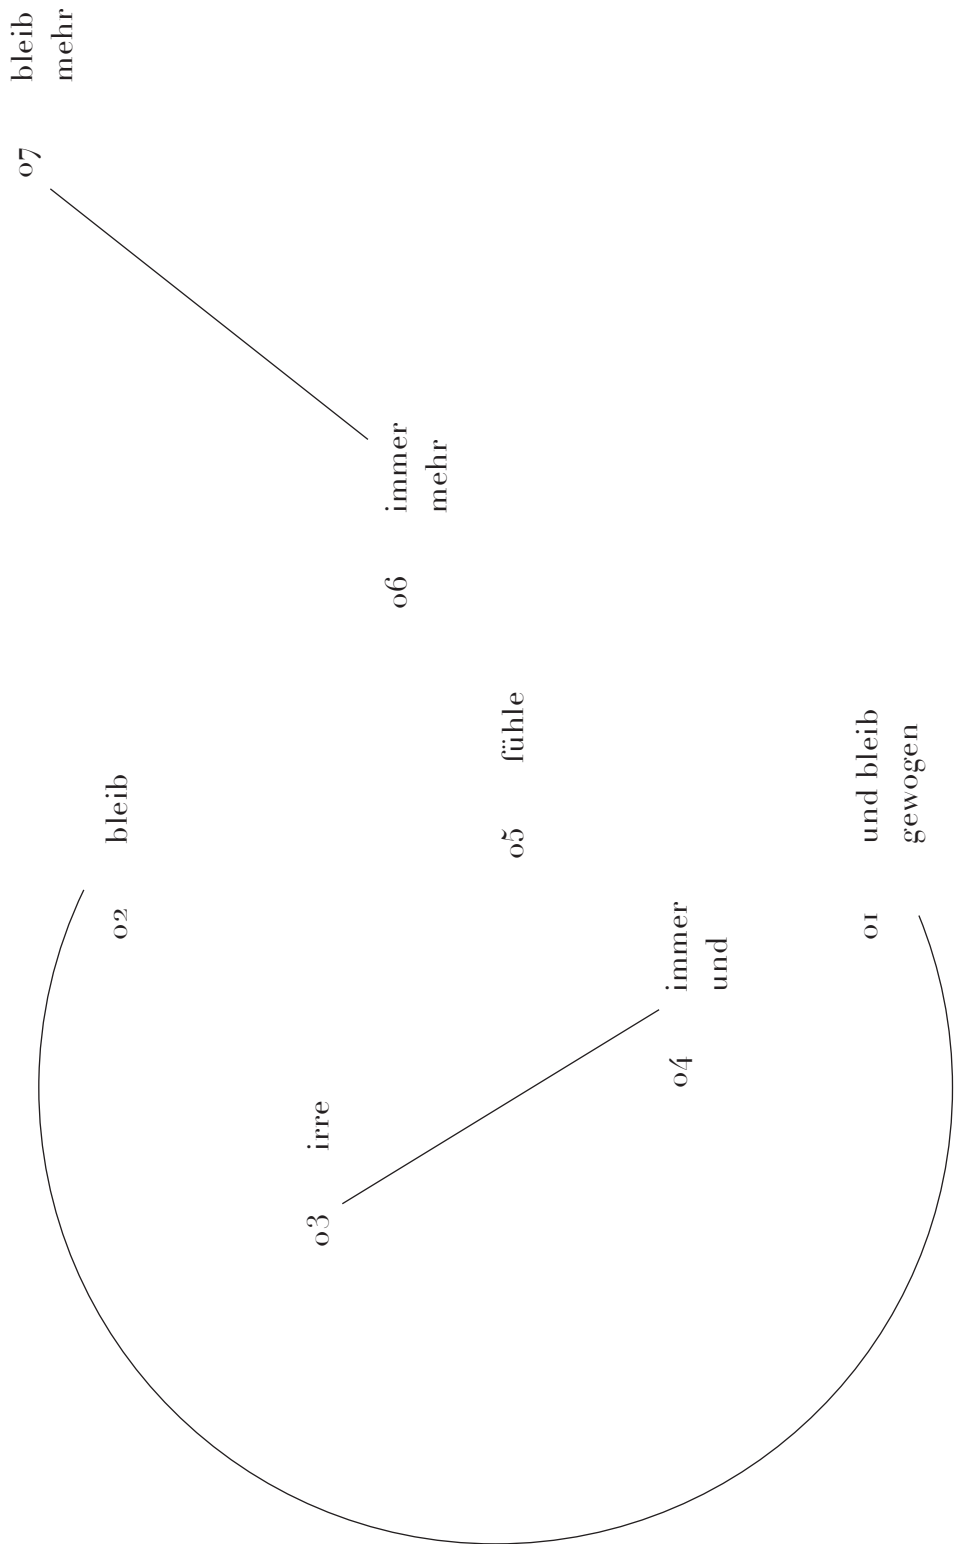 01 und bleib
gewogen
02 bleib
03 irre
04 immer
und
05 fühle
06 immer
mehr
07 bleib
mehr